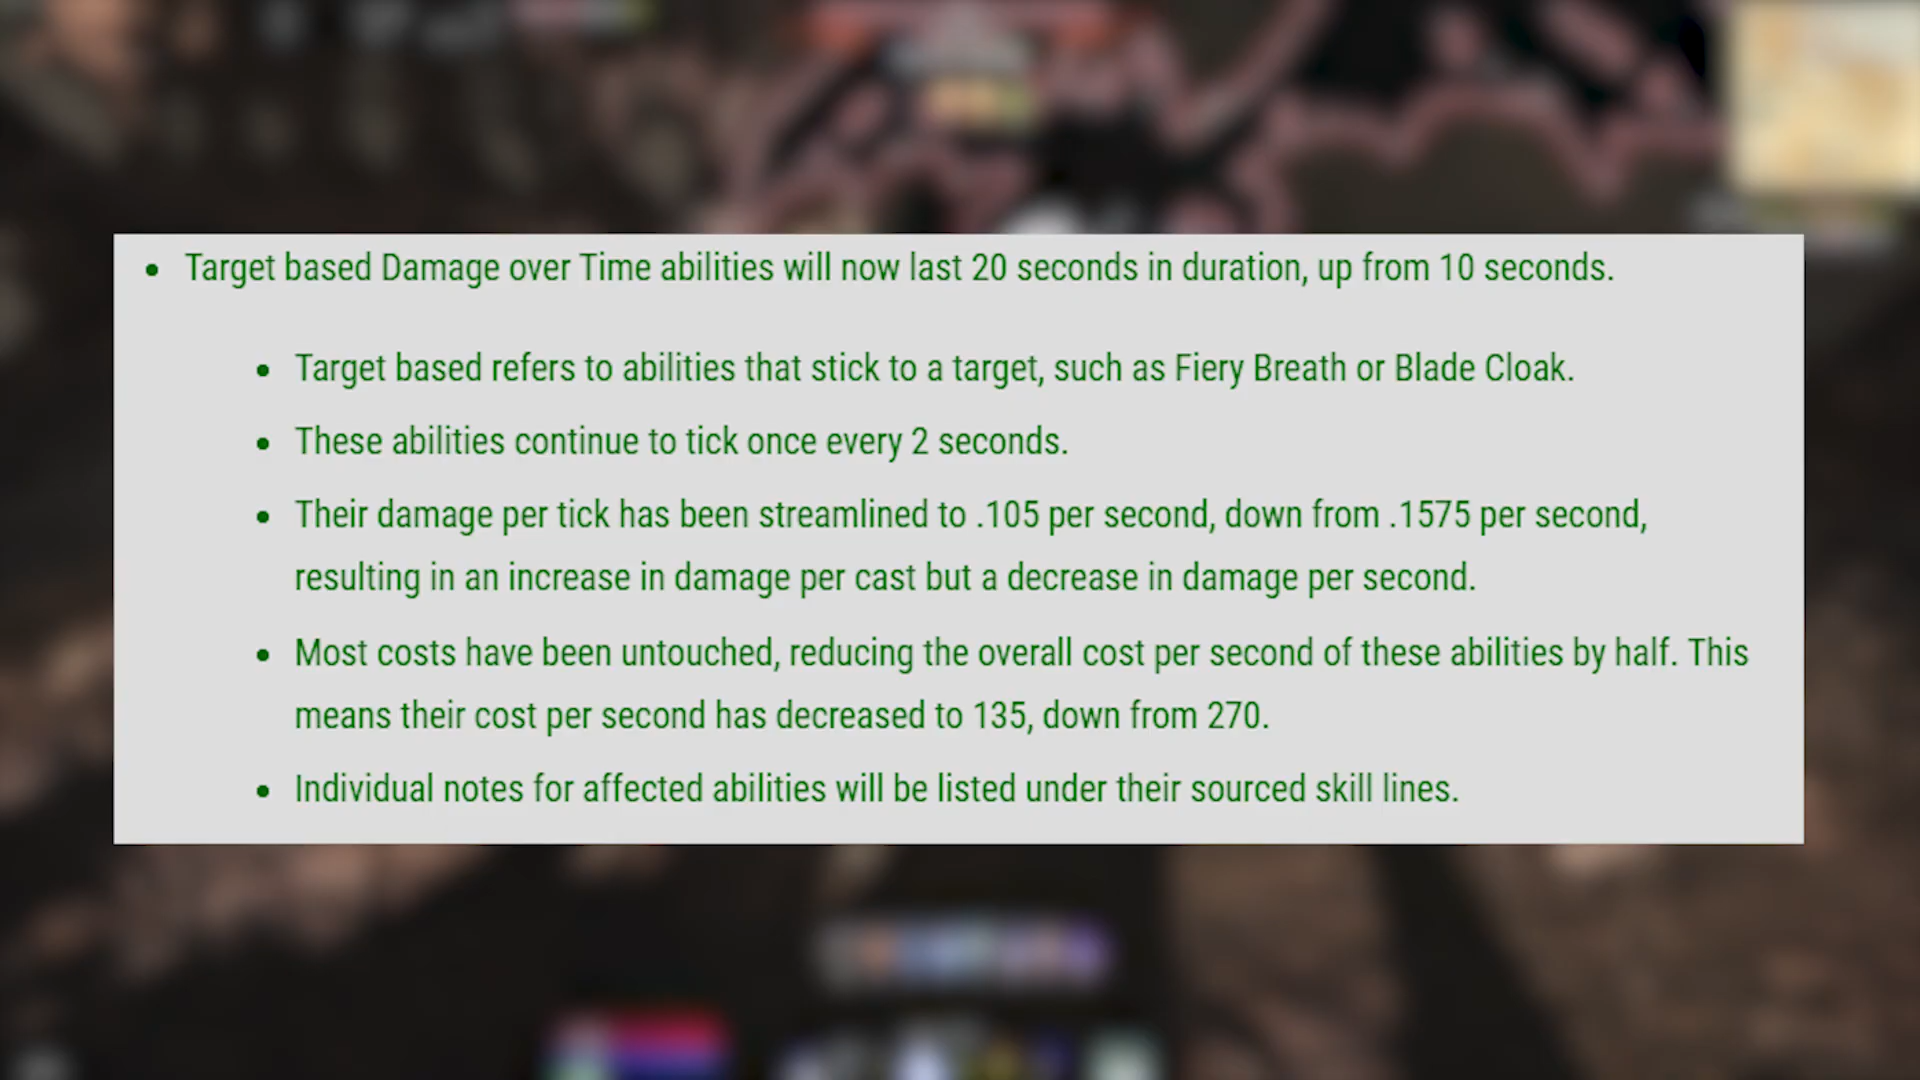 Target based Damage over Time abilities will now last 20 seconds in duration, up from 10 seconds.
Target based refers to abilities that stick to a target, such as Fiery Breath or Blade Cloak.
These abilities continue to tick once every 2 seconds.
Their damage per tick has been streamlined to .105 per second, down from .1575 per second,
resulting in an increase in damage per cast but a decrease in damage per second.
Most costs have been untouched, reducing the overall cost per second of these abilities by half. This
means their cost per second has decreased to 135, down from 270.
Individual notes for affected abilities will be listed under their sourced skill lines.